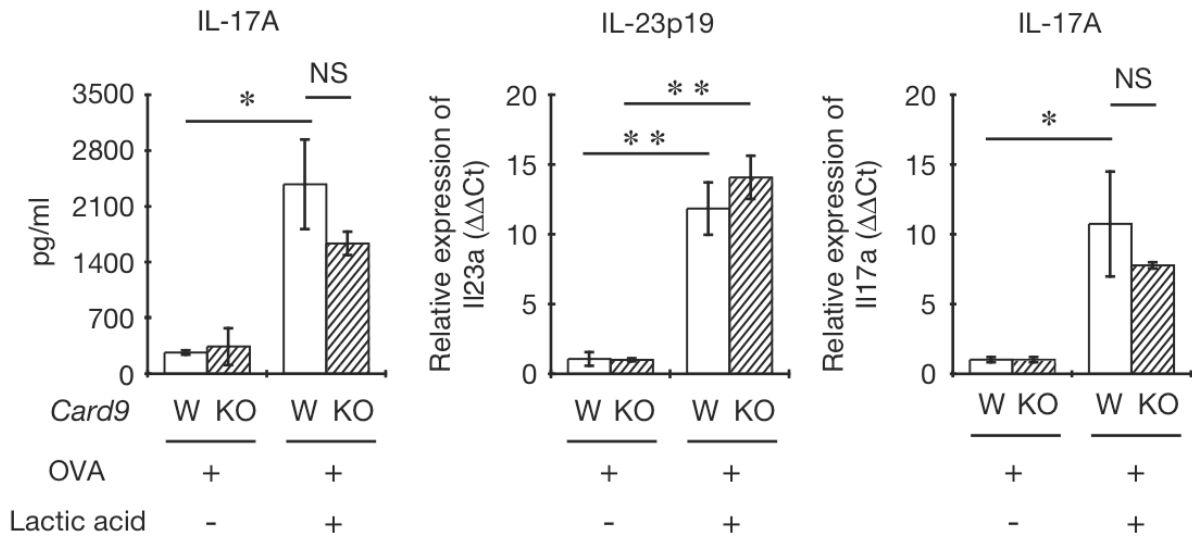 IL-17A
NS
*
3500
2800
2100
1400
700
0
pg/ml
IL-23p19
* *
* *
20
15
10
5
0
Relative expression of
Il23a (ΔΔCt)
IL-17A
NS
*
20
15
10
5
0
Relative expression of
Il17a (ΔΔCt)
Card9 W KO W KO W KO W KO W KO W KO
OVA + + + + + +
Lactic acid - + - + - +